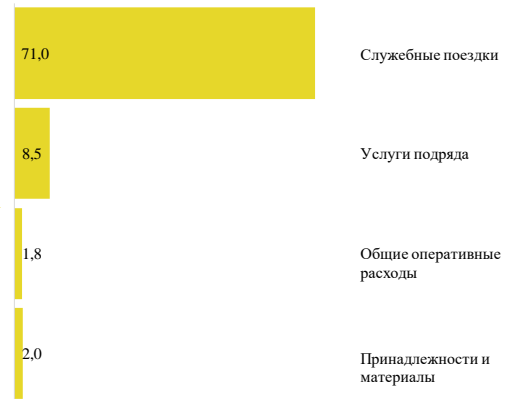 71,0 Служебные поездки
8,5 Услуги подряда
1,8 Общие оперативные
расходы
2,0 Принадлежности и
материалы